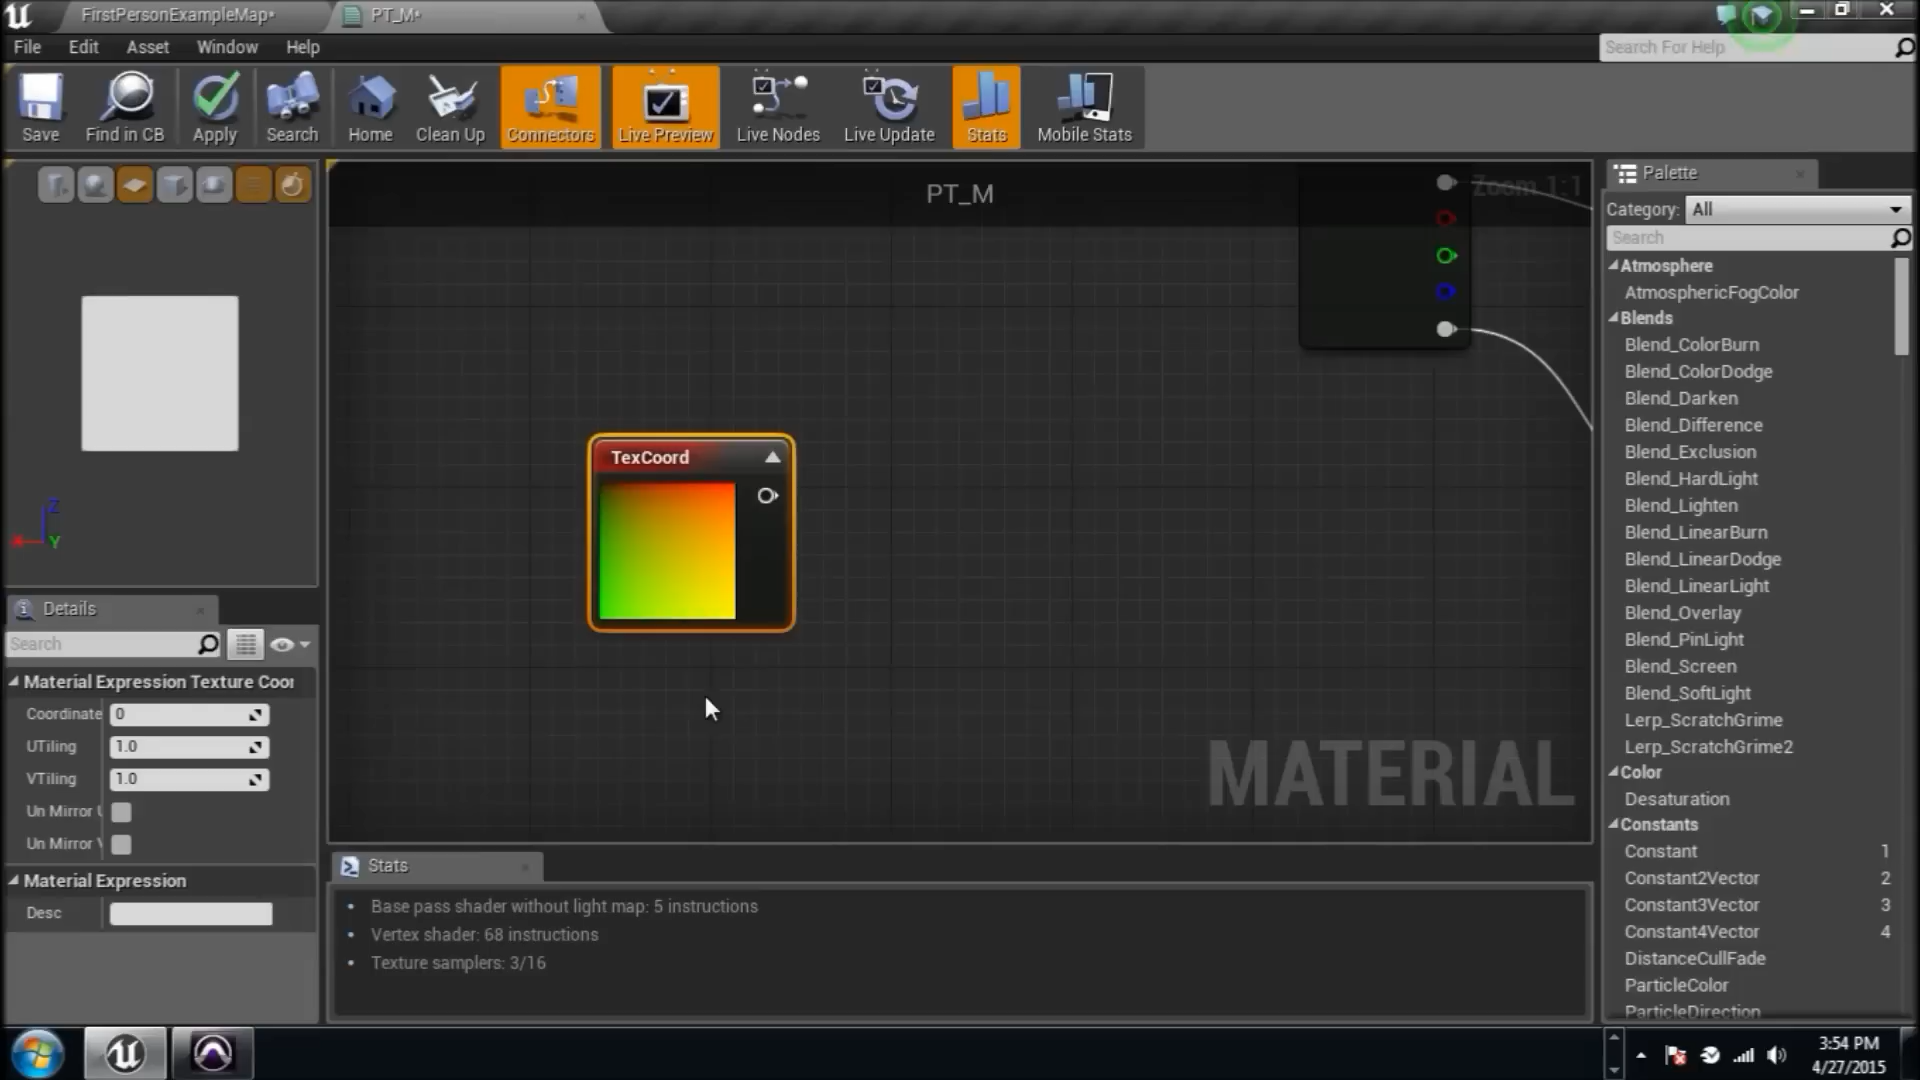 FirstPersonExampleMap*
PT_M*
File Edit Asset Window Help
Search For Help
Save
Find in CB
Apply
Search
Home
Clean Up
Connectors
Live Preview
Live Nodes
Live Update
Stats
Mobile Stats
PT_M
Zoom 1:1
TexCoord
MATERIAL
Z
Y
Details
Search
Material Expression Texture Coor
Coordinate 0
UTiling 1.0
VTiling 1.0
Un Mirror U
Un Mirror V
Material Expression
Desc
Stats
Base pass shader without light map: 5 instructions
Vertex shader: 68 instructions
Texture samplers: 3/16
Palette
Category: All
Search
Atmosphere
AtmosphericFogColor
Blends
Blend_ColorBurn
Blend_ColorDodge
Blend_Darken
Blend_Difference
Blend_Exclusion
Blend_HardLight
Blend_Lighten
Blend_LinearBurn
Blend_LinearDodge
Blend_LinearLight
Blend_Overlay
Blend_PinLight
Blend_Screen
Blend_SoftLight
Lerp_ScratchGrime
Lerp_ScratchGrime2
Color
Desaturation
Constants
Constant 1
Constant2Vector 2
Constant3Vector 3
Constant4Vector 4
DistanceCullFade
ParticleColor
ParticleDirection
3:54 PM
4/27/2015